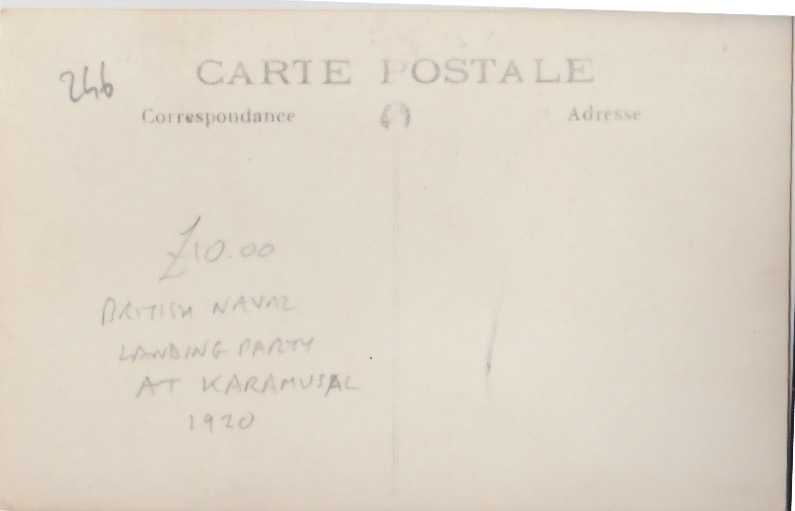 246
CARTE POSTALE
Correspondance
Adresse
£10.00
BRITISH NAVAL
LANDING PARTY
AT KARAMUSAL
1920